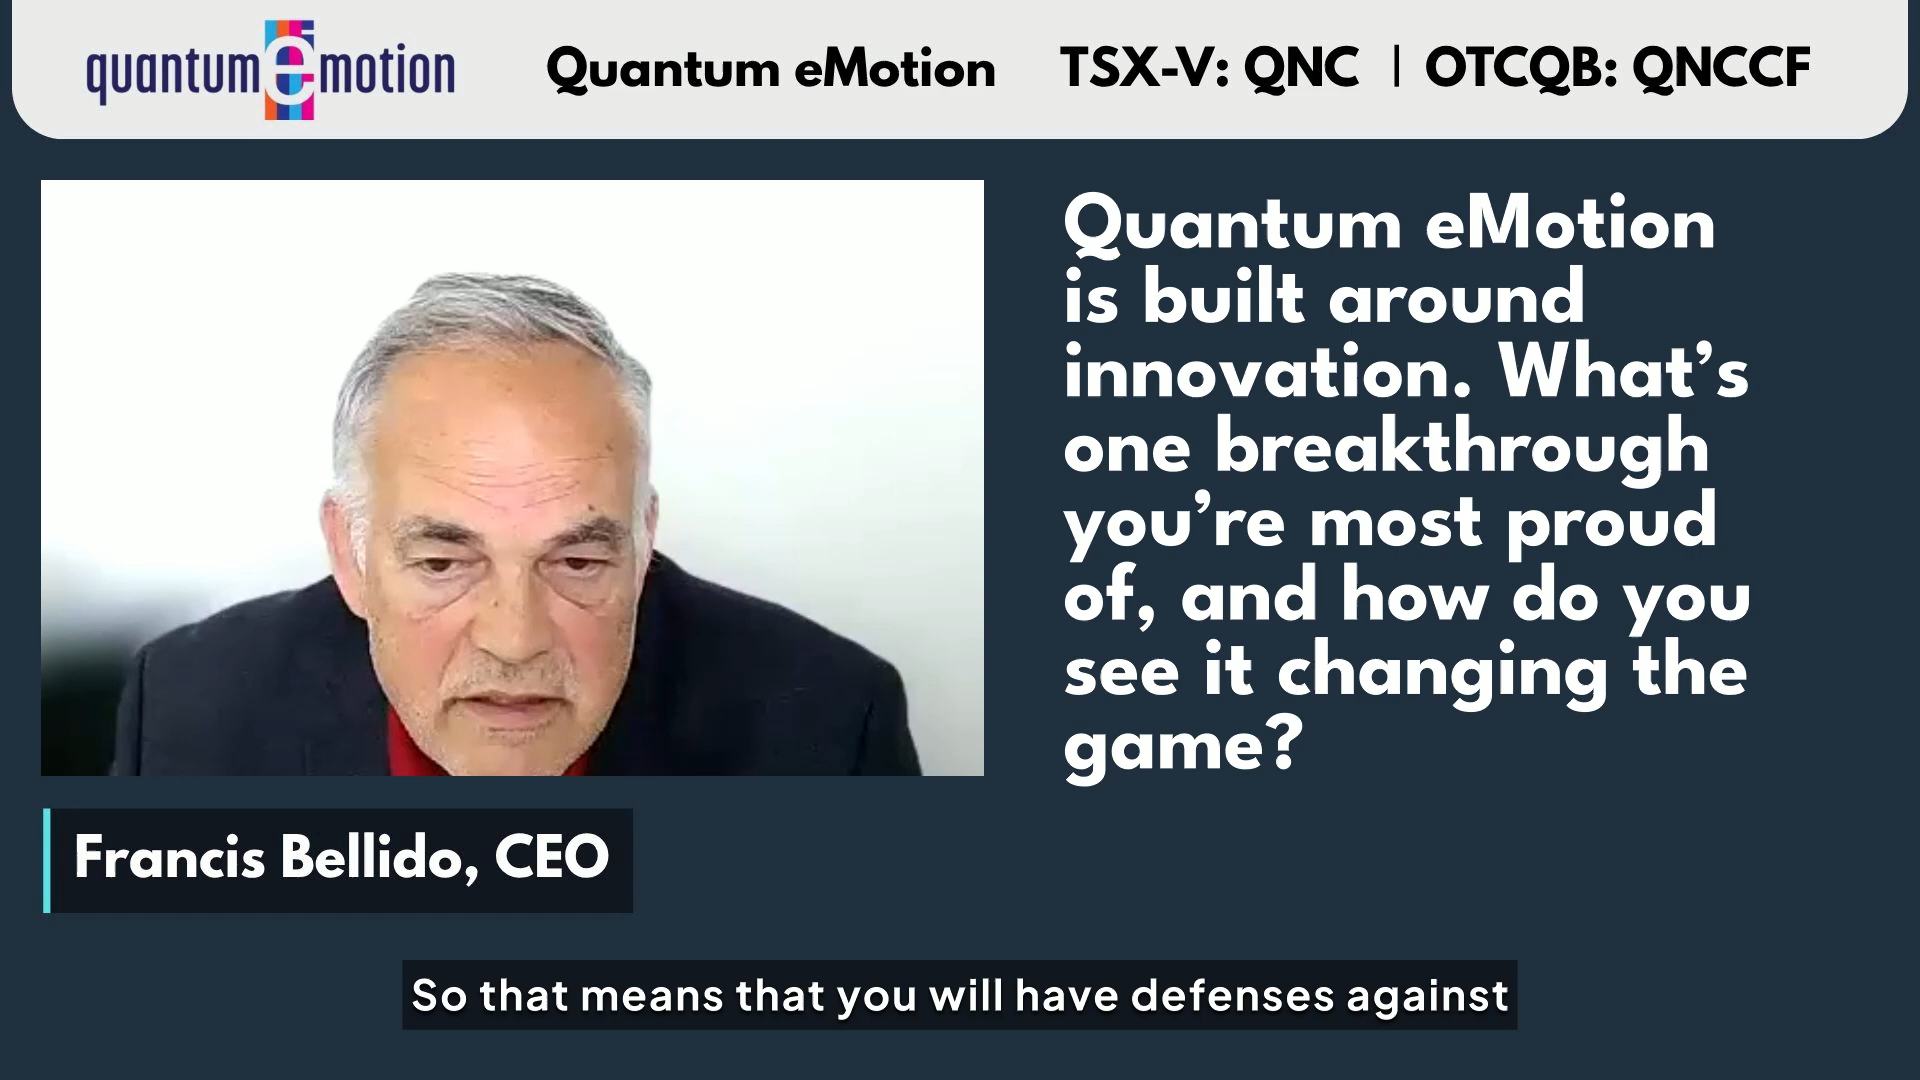 quantum eMotion
Quantum eMotion TSX-V: QNC | OTCQB: QNCCF
Quantum eMotion
is built around
innovation. What’s
one breakthrough
you’re most proud
of, and how do you
see it changing the
game?
Francis Bellido, CEO
So that means that you will have defenses against